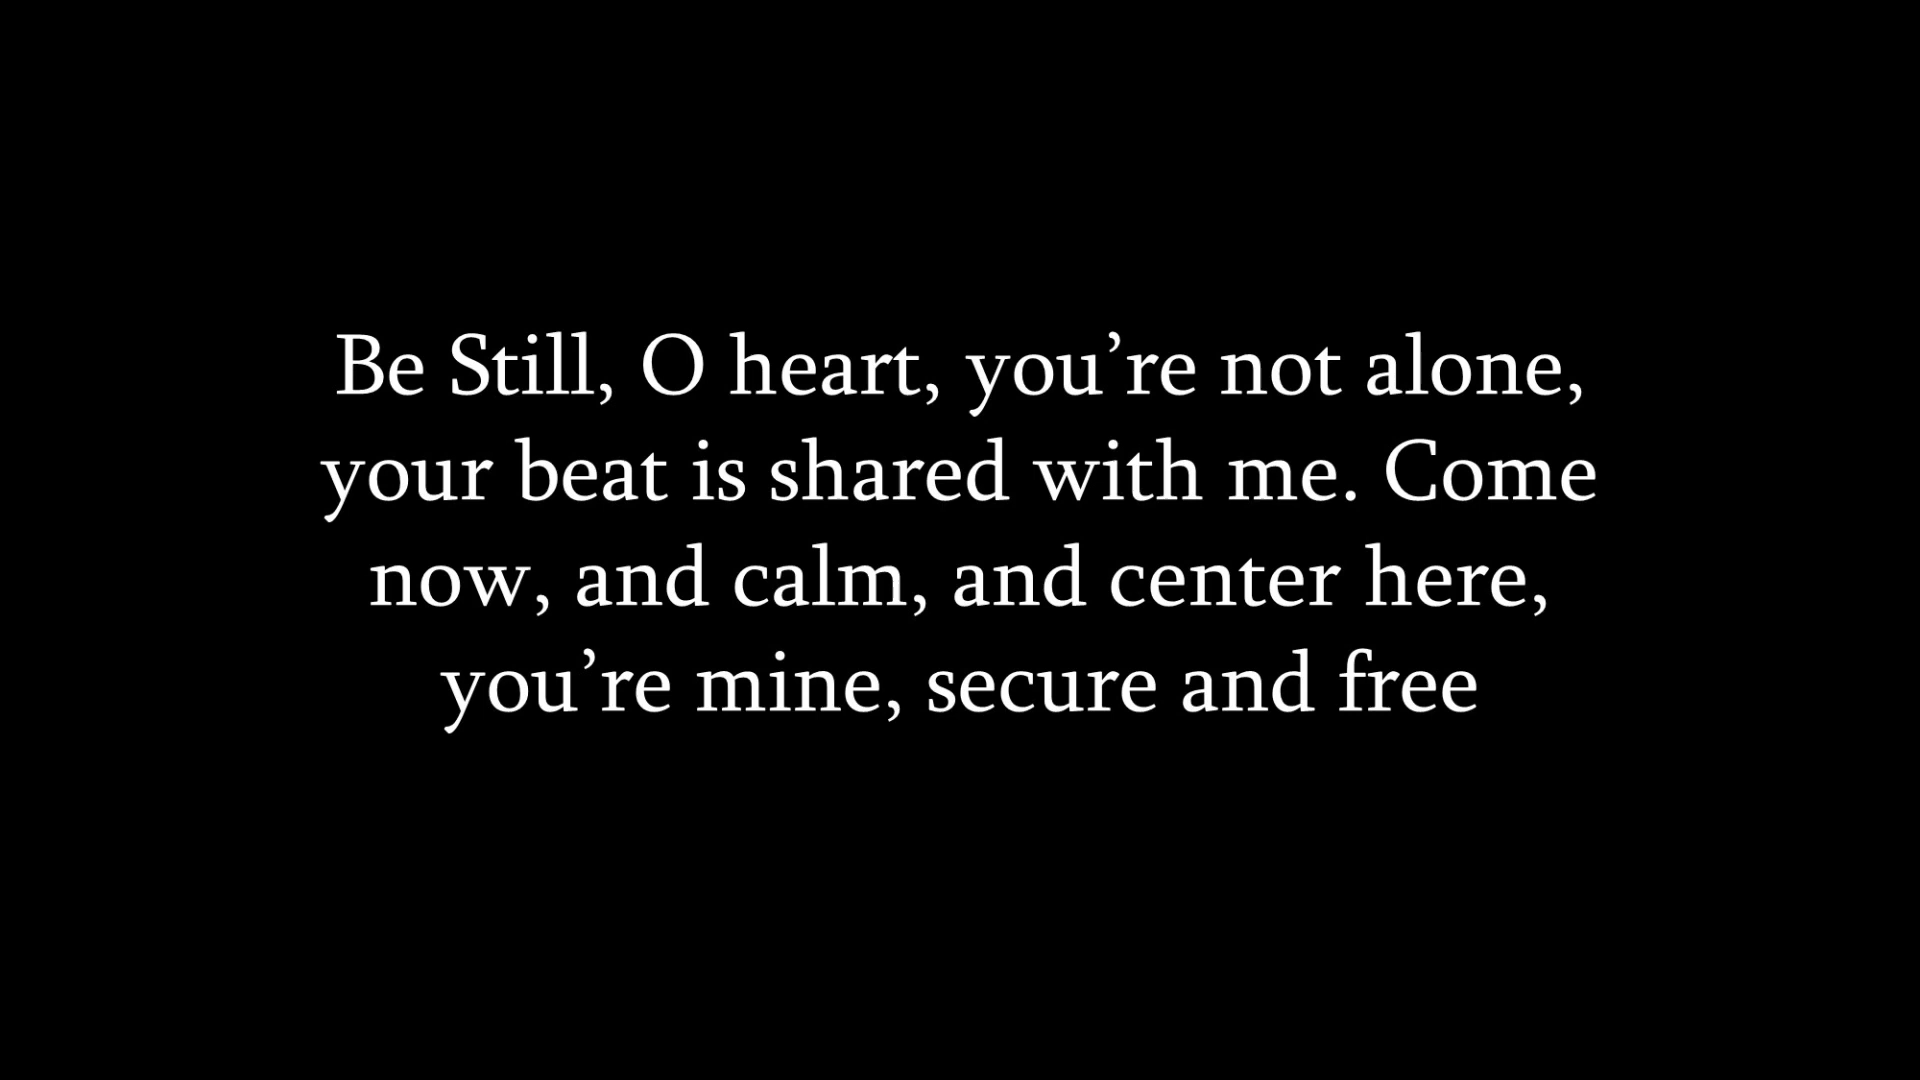 Be Still, O heart, you’re not alone,
your beat is shared with me. Come
now, and calm, and center here,
you’re mine, secure and free